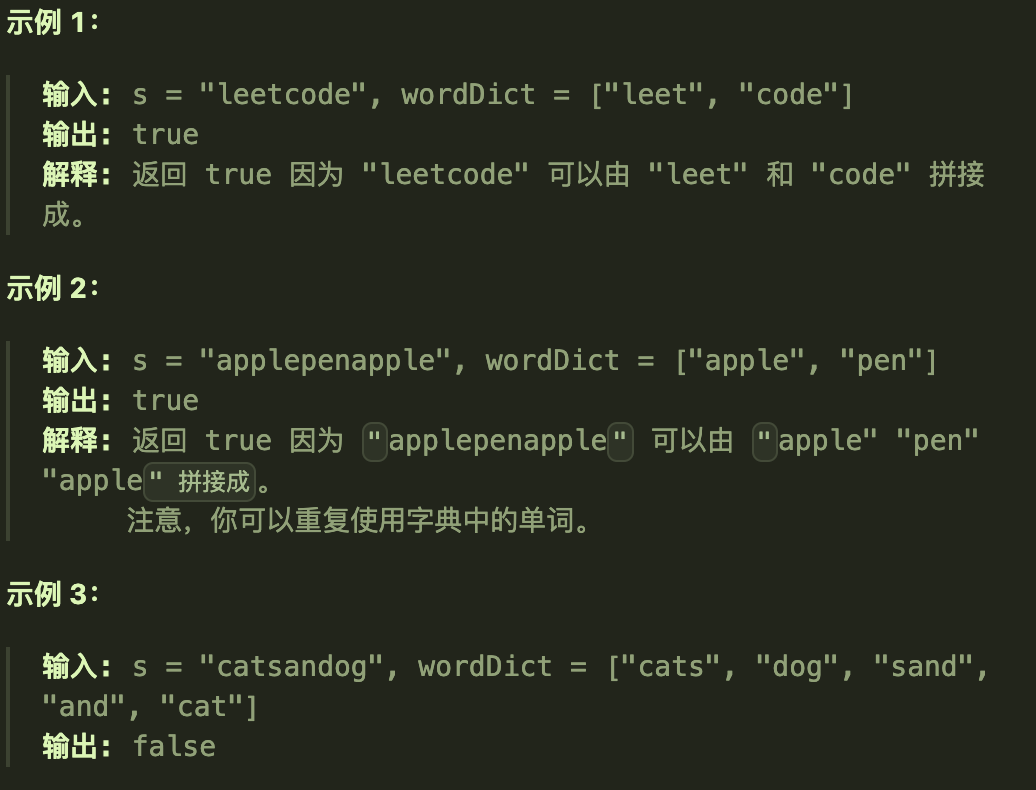 示例 1：
输入: s = "leetcode", wordDict = ["leet", "code"]
输出: true
解释: 返回 true 因为 "leetcode" 可以由 "leet" 和 "code" 拼接
成。
示例 2：
输入: s = "applepenapple", wordDict = ["apple", "pen"]
输出: true
解释: 返回 true 因为 "applepenapple" 可以由 "apple" "pen"
"apple" 拼接成。
注意，你可以重复使用字典中的单词。
示例 3：
输入: s = "catsandog", wordDict = ["cats", "dog", "sand",
"and", "cat"]
输出: false